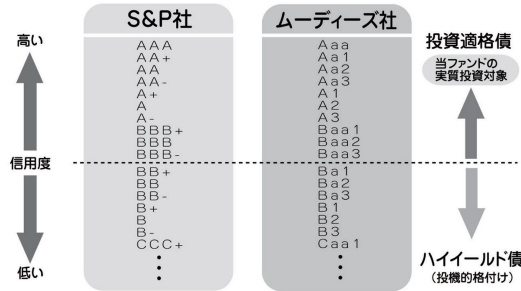 S&P社
ムーディーズ社
高い
信用度
低い
AAA
AA+
AA
AA-
A+
A
A-
BBB+
BBB
BBB-
BB+
BB
BB-
B+
B
B-
CCC+
Aaa
Aa1
Aa2
Aa3
A1
A2
A3
Baa1
Baa2
Baa3
Ba1
Ba2
Ba3
B1
B2
B3
Caa1
投資適格債
当ファンドの
実質投資対象
ハイイールド債
(投機的格付け)